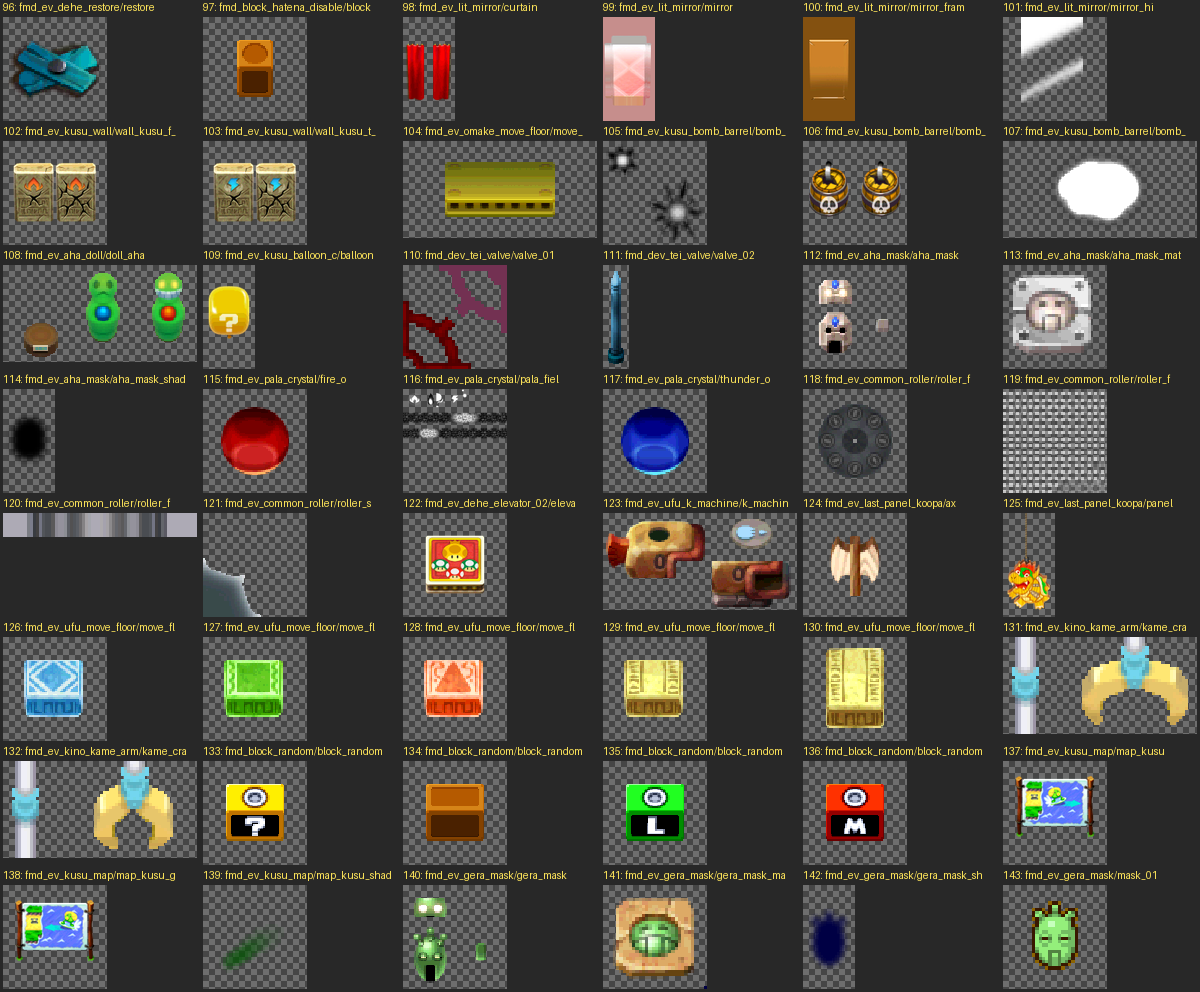 96: fmd_ev_dehe_restore/restore
97: fmd_block_hatena_disable/block
98: fmd_ev_lit_mirror/curtain
99: fmd_ev_lit_mirror/mirror
100: fmd_ev_lit_mirror/mirror_fram
101: fmd_ev_lit_mirror/mirror_hi
102: fmd_ev_kusu_wall/wall_kusu_f_
103: fmd_ev_kusu_wall/wall_kusu_t_
104: fmd_ev_omake_move_floor/move_
105: fmd_ev_kusu_bomb_barrel/bomb_
106: fmd_ev_kusu_bomb_barrel/bomb_
107: fmd_ev_kusu_bomb_barrel/bomb_
108: fmd_ev_aha_doll/doll_aha
109: fmd_ev_kusu_balloon_c/balloon
110: fmd_dev_tei_valve/valve_01
111: fmd_dev_tei_valve/valve_02
112: fmd_ev_aha_mask/aha_mask
113: fmd_ev_aha_mask/aha_mask_mat
?
114: fmd_ev_aha_mask/aha_mask_shad
115: fmd_ev_pala_crystal/fire_o
116: fmd_ev_pala_crystal/pala_fiel
117: fmd_ev_pala_crystal/thunder_o
118: fmd_ev_common_roller/roller_f
119: fmd_ev_common_roller/roller_f
120: fmd_ev_common_roller/roller_f
121: fmd_ev_common_roller/roller_s
122: fmd_ev_dehe_elevator_02/eleva
123: fmd_ev_ufu_k_machine/k_machin
124: fmd_ev_last_panel_koopa/ax
125: fmd_ev_last_panel_koopa/panel
126: fmd_ev_ufu_move_floor/move_fl
127: fmd_ev_ufu_move_floor/move_fl
128: fmd_ev_ufu_move_floor/move_fl
129: fmd_ev_ufu_move_floor/move_fl
130: fmd_ev_ufu_move_floor/move_fl
131: fmd_ev_kino_kame_arm/kame_cra
132: fmd_ev_kino_kame_arm/kame_cra
133: fmd_block_random/block_random
134: fmd_block_random/block_random
135: fmd_block_random/block_random
136: fmd_block_random/block_random
137: fmd_ev_kusu_map/map_kusu
?
L
M
138: fmd_ev_kusu_map/map_kusu_g
139: fmd_ev_kusu_map/map_kusu_shad
140: fmd_ev_gera_mask/gera_mask
141: fmd_ev_gera_mask/gera_mask_ma
142: fmd_ev_gera_mask/gera_mask_sh
143: fmd_ev_gera_mask/mask_01